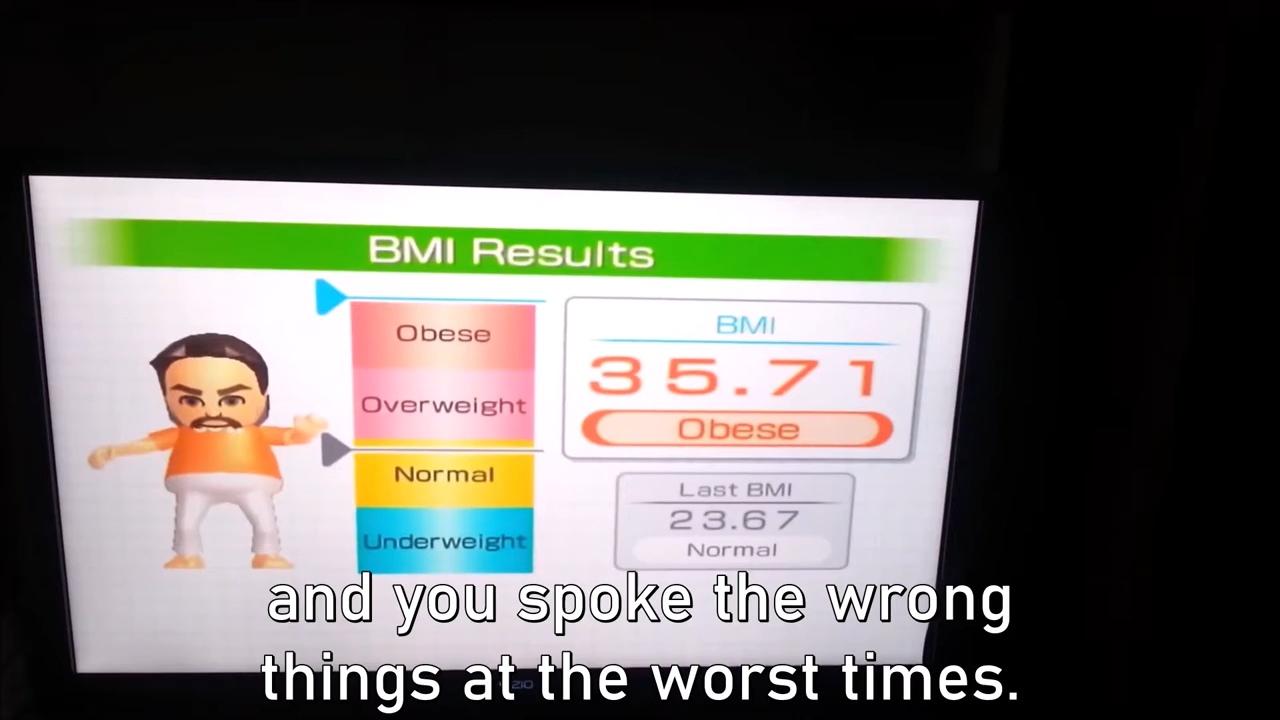 BMI Results
Obese
Overweight
Normal
Underweight
BMI
35.71
Obese
Last BMI
23.67
Normal
and you spoke the wrong
things at the worst times.